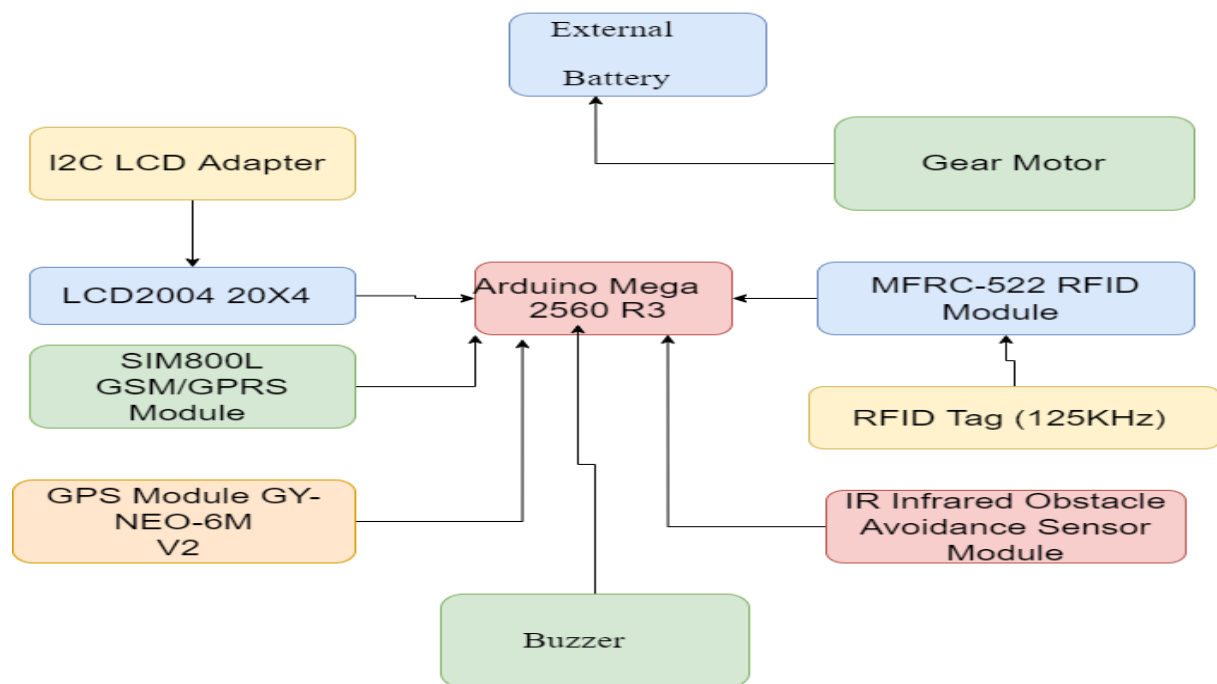 External
Battery
I2C LCD Adapter
Gear Motor
LCD2004 20X4
Arduino Mega
2560 R3
MFRC-522 RFID
Module
SIM800L
GSM/GPRS
Module
RFID Tag (125KHz)
GPS Module GY-
NEO-6M
V2
IR Infrared Obstacle
Avoidance Sensor
Module
Buzzer